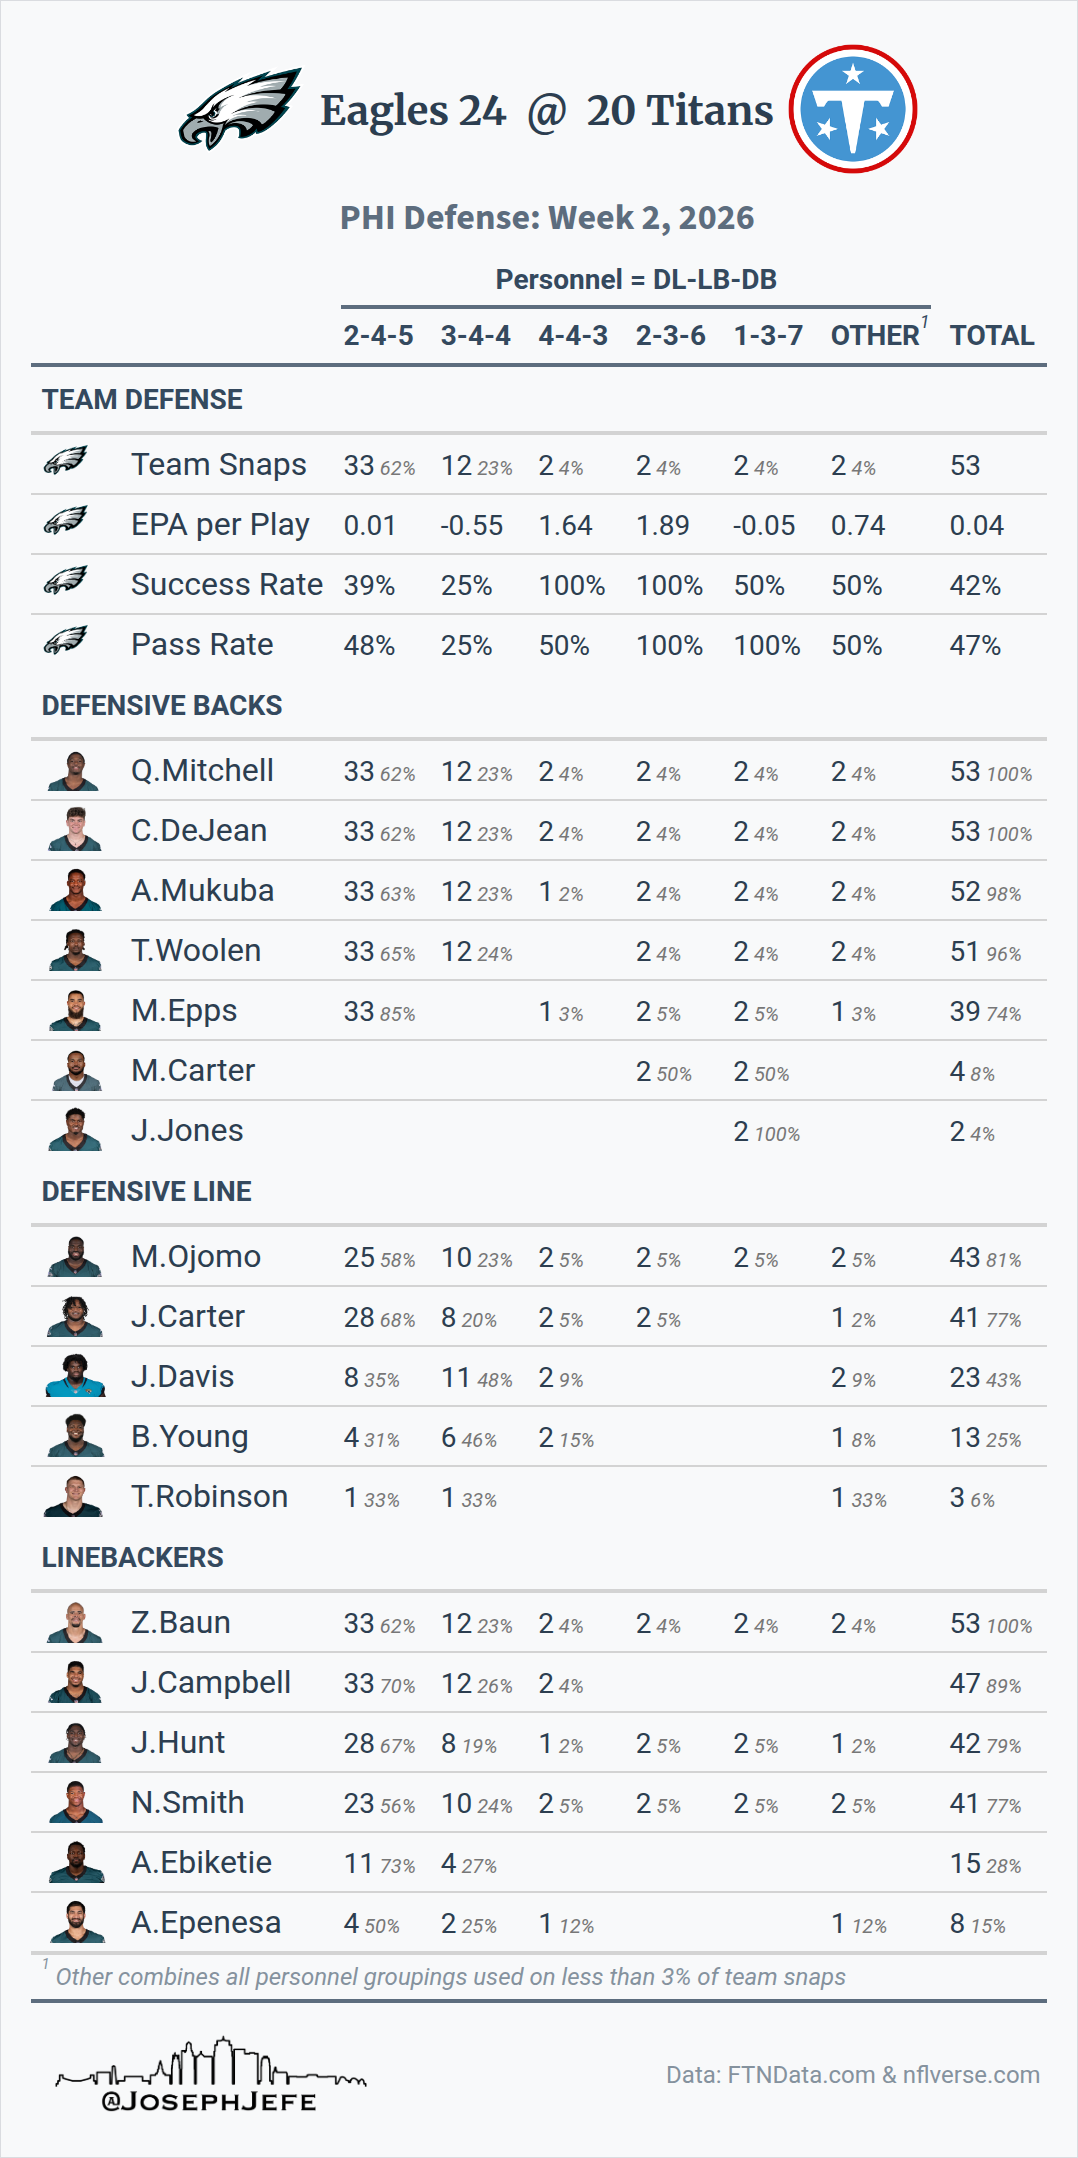 Eagles 24 @ 20 Titans
PHI Defense: Week 2, 2026
Personnel = DL-LB-DB
2-4-5 3-4-4 4-4-3 2-3-6 1-3-7 OTHER1 TOTAL
TEAM DEFENSE
Team Snaps 33 62% 12 23% 2 4% 2 4% 2 4% 2 4% 53
EPA per Play 0.01 -0.55 1.64 1.89 -0.05 0.74 0.04
Success Rate 39% 25% 100% 100% 50% 50% 42%
Pass Rate 48% 25% 50% 100% 100% 50% 47%
DEFENSIVE BACKS
Q.Mitchell 33 62% 12 23% 2 4% 2 4% 2 4% 2 4% 53 100%
C.DeJean 33 62% 12 23% 2 4% 2 4% 2 4% 2 4% 53 100%
A.Mukuba 33 63% 12 23% 1 2% 2 4% 2 4% 2 4% 52 98%
T.Woolen 33 65% 12 24% 2 4% 2 4% 2 4% 51 96%
M.Epps 33 85% 1 3% 2 5% 2 5% 1 3% 39 74%
M.Carter 2 50% 2 50% 4 8%
J.Jones 2 100% 2 4%
DEFENSIVE LINE
M.Ojomo 25 58% 10 23% 2 5% 2 5% 2 5% 2 5% 43 81%
J.Carter 28 68% 8 20% 2 5% 2 5% 1 2% 41 77%
J.Davis 8 35% 11 48% 2 9% 2 9% 23 43%
B.Young 4 31% 6 46% 2 15% 1 8% 13 25%
T.Robinson 1 33% 1 33% 1 33% 3 6%
LINEBACKERS
Z.Baun 33 62% 12 23% 2 4% 2 4% 2 4% 2 4% 53 100%
J.Campbell 33 70% 12 26% 2 4% 47 89%
J.Hunt 28 67% 8 19% 1 2% 2 5% 2 5% 1 2% 42 79%
N.Smith 23 56% 10 24% 2 5% 2 5% 2 5% 2 5% 41 77%
A.Ebiketie 11 73% 4 27% 15 28%
A.Epenesa 4 50% 2 25% 1 12% 1 12% 8 15%
1 Other combines all personnel groupings used on less than 3% of team snaps
@JOSEPHJEFE
Data: FTNData.com & nflverse.com